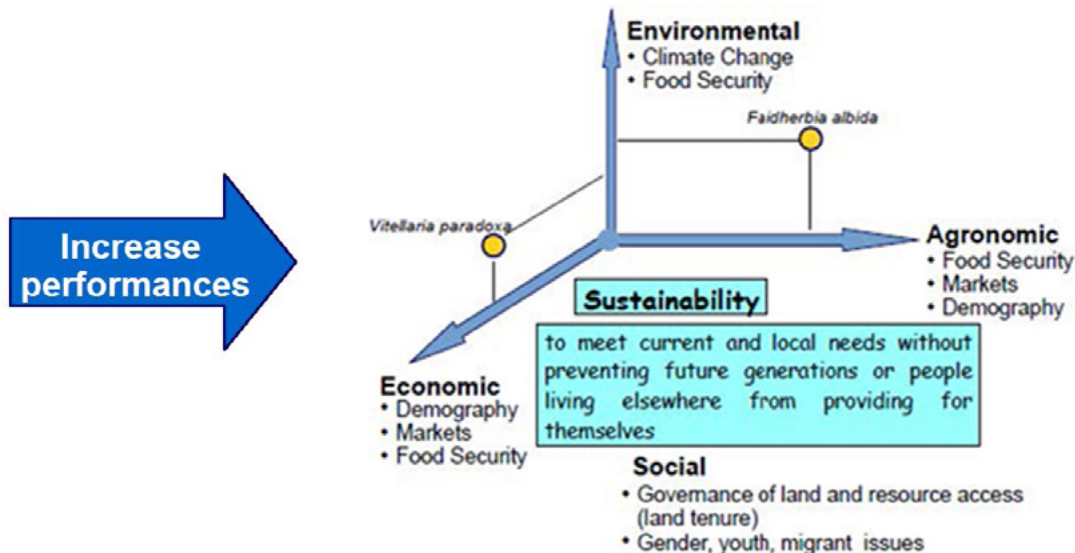 Environmental
• Climate Change
• Food Security
Faidherbia albida
Vitellaria paradoxa
Increase
performances
Agronomic
• Food Security
• Markets
• Demography
Sustainability
to meet current and local needs without
preventing future generations or people
living elsewhere from providing for
themselves
Economic
• Demography
• Markets
• Food Security
Social
• Governance of land and resource access
(land tenure)
• Gender, youth, migrant issues